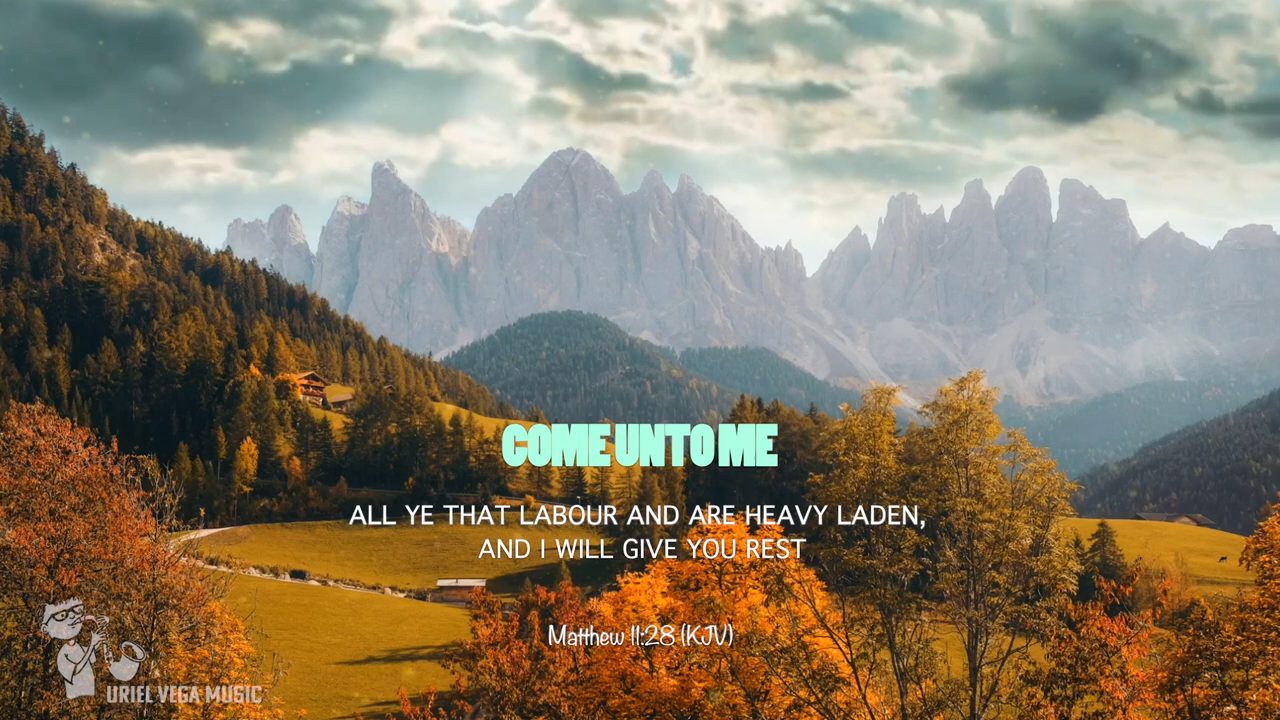 COME UNTO ME
ALL YE THAT LABOUR AND ARE HEAVY LADEN,
AND I WILL GIVE YOU REST
Matthew 11:28 (KJV)
URIEL VEGA MUSIC